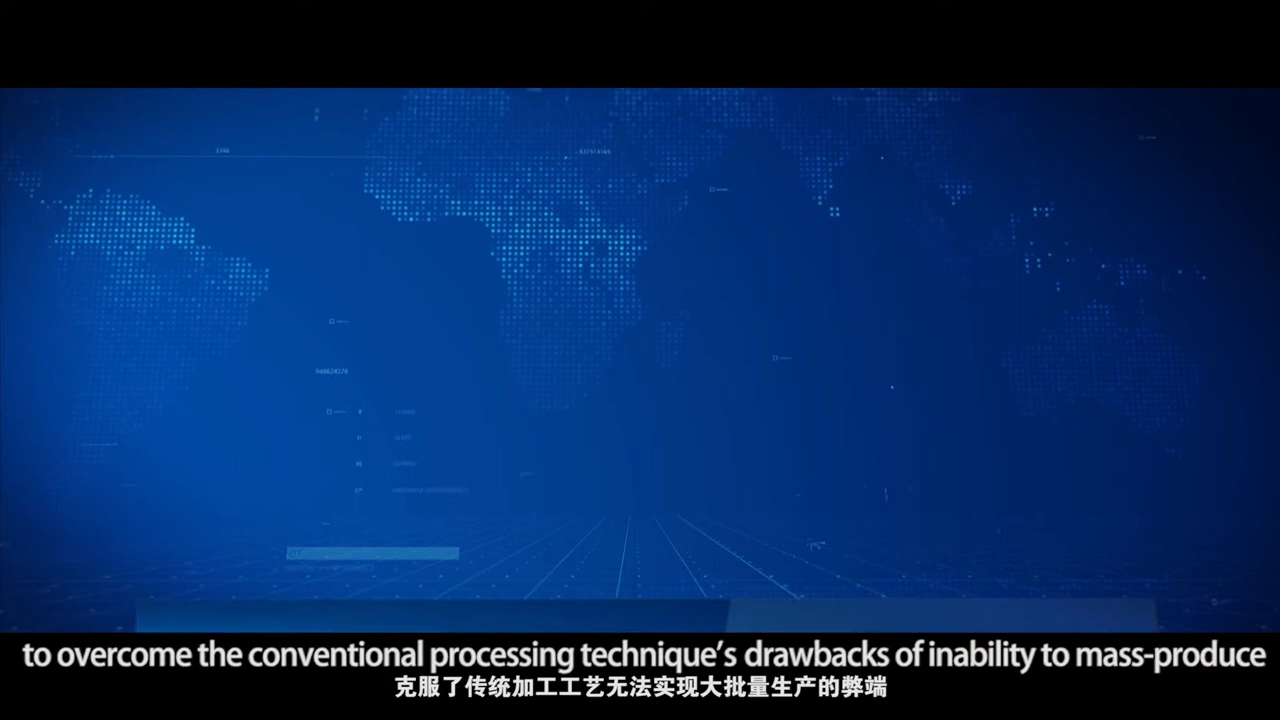 to overcome the conventional processing technique's drawbacks of inability to mass-produce
克服了传统加工工艺无法实现大批量生产的弊端